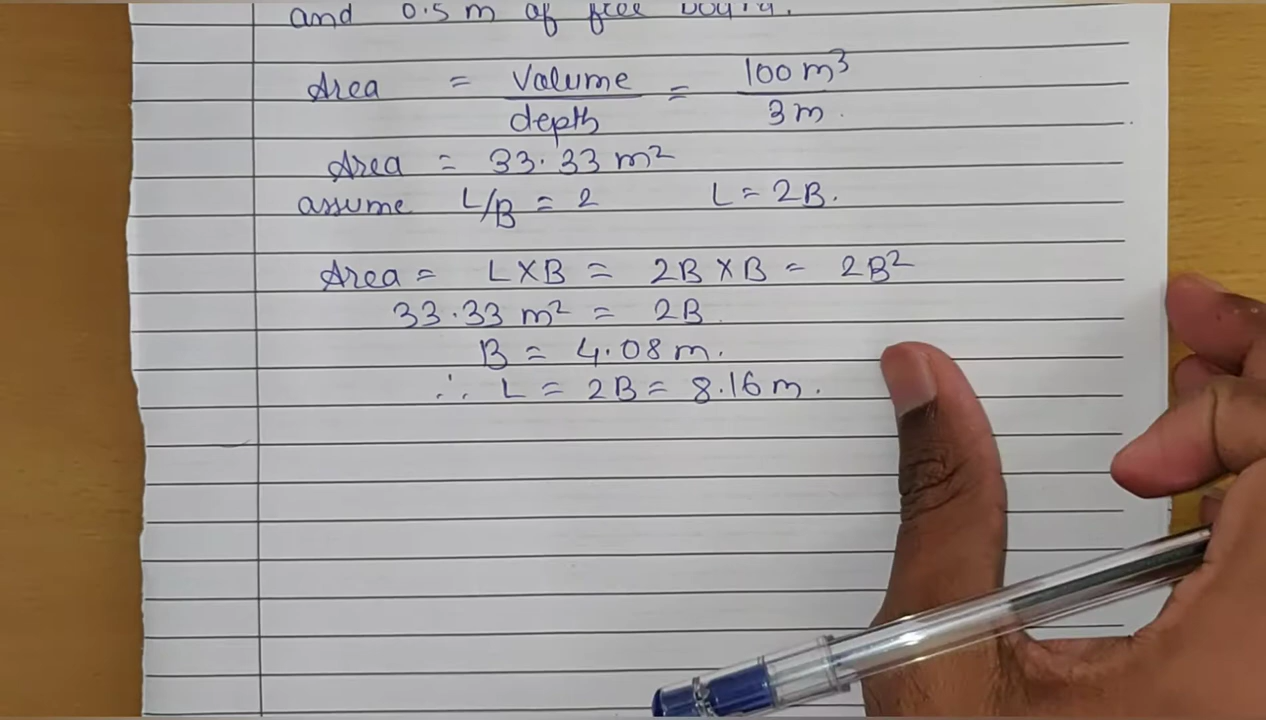 and 0.5 m of free
Area = Volume / depth = 100 m³ / 3 m.
Area = 33.33 m²
assume L/B = 2 L = 2B.
Area = L × B = 2B × B = 2B²
33.33 m² = 2B
B = 4.08 m.
∴ L = 2B = 8.16 m.